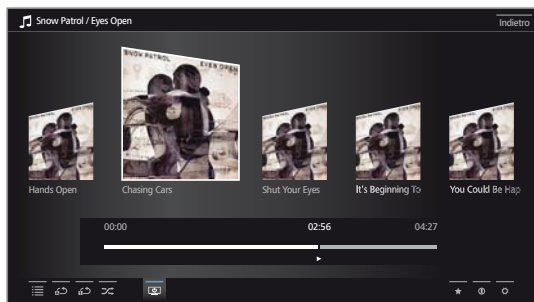 Snow Patrol / Eyes Open
Indietro
SNOW PATROL EYES OPEN
Hands Open
Chasing Cars
Shut Your Eyes
It's Beginning To
You Could Be Hap
00:00
02:56
04:27